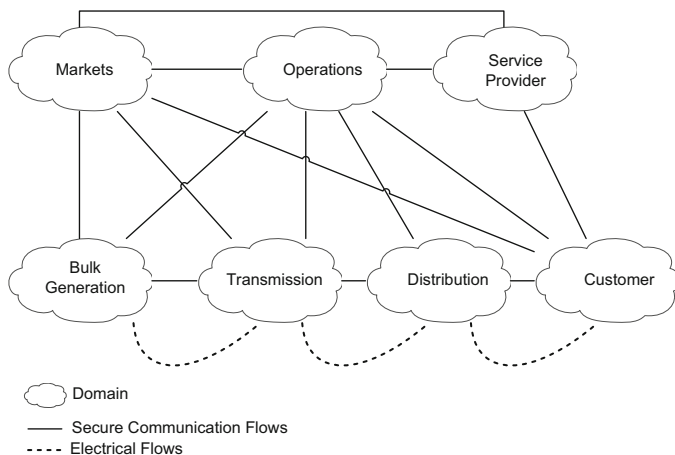 Markets
Operations
Service
Provider
Bulk
Generation
Transmission
Distribution
Customer
Domain
Secure Communication Flows
Electrical Flows